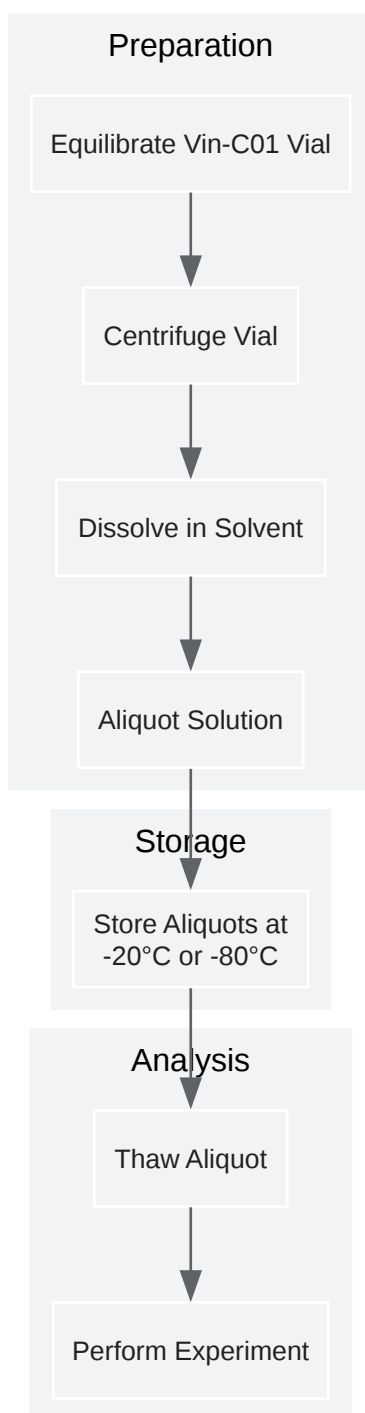 Preparation
Equilibrate Vin-C01 Vial
Centrifuge Vial
Dissolve in Solvent
Aliquot Solution
Storage
Store Aliquots at
-20°C or -80°C
Analysis
Thaw Aliquot
Perform Experiment